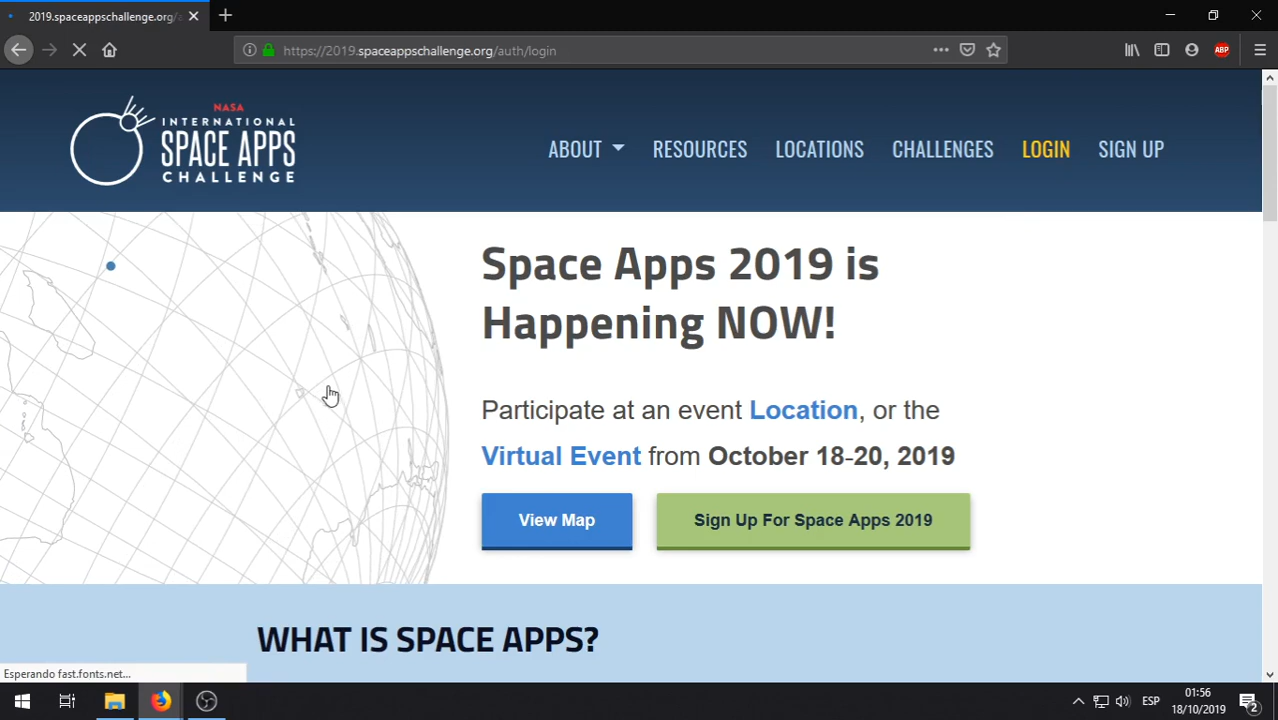 2019.spaceappschallenge.org/a
https://2019.spaceappschallenge.org/auth/login
ABP
NASA
INTERNATIONAL
SPACE APPS
CHALLENGE
ABOUT
RESOURCES
LOCATIONS
CHALLENGES
LOGIN
SIGN UP
Space Apps 2019 is
Happening NOW!
Participate at an event Location, or the
Virtual Event from October 18-20, 2019
View Map
Sign Up For Space Apps 2019
WHAT IS SPACE APPS?
Esperando fast.fonts.net...
ESP
01:56
18/10/2019
2